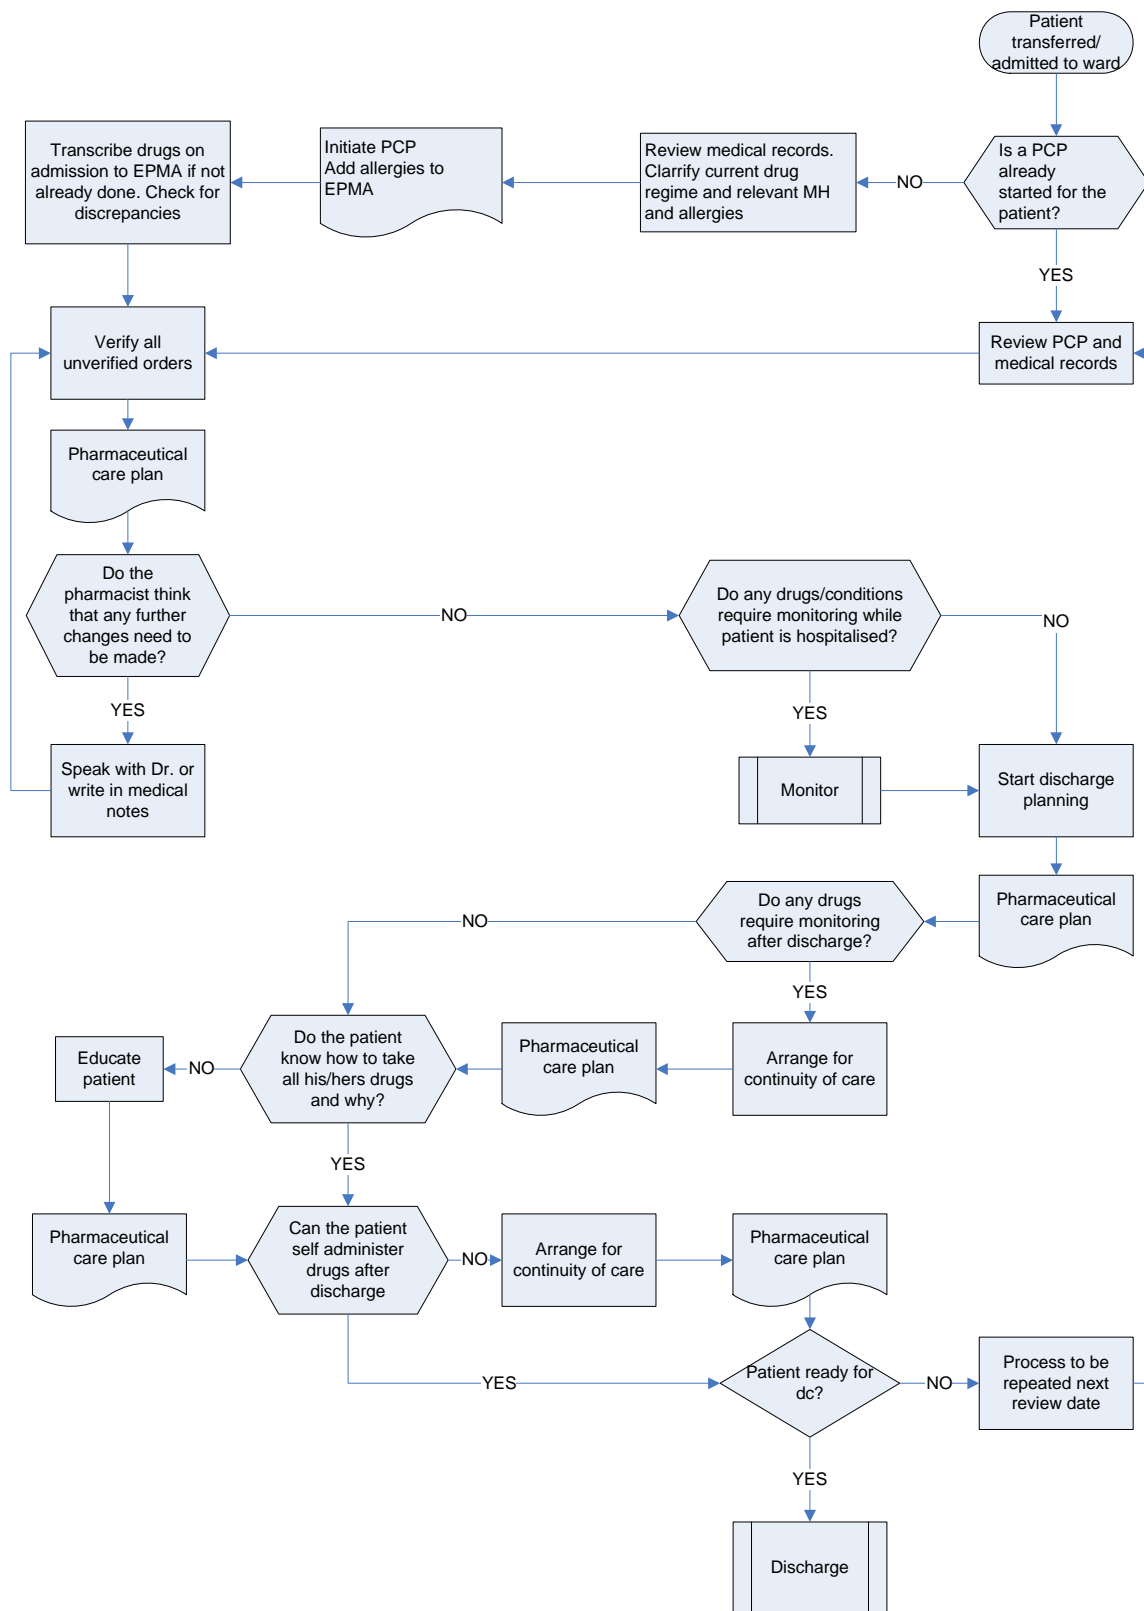 Patient
transferred/
admitted to ward
Is a PCP
already
started for the
patient?
NO
YES
Review medical records.
Clarrify current drug
regime and relevant MH
and allergies
Initiate PCP
Add allergies to
EPMA
Transcribe drugs on
admission to EPMA if not
already done. Check for
discrepancies
Review PCP and
medical records
Verify all
unverified orders
Pharmaceutical
care plan
Do the
pharmacist think
that any further
changes need to
be made?
NO
YES
Speak with Dr. or
write in medical
notes
Do any drugs/conditions
require monitoring while
patient is hospitalised?
NO
YES
Monitor
Start discharge
planning
Pharmaceutical
care plan
Do any drugs
require monitoring
after discharge?
NO
YES
Arrange for
continuity of care
Pharmaceutical
care plan
Do the patient
know how to take
all his/hers drugs
and why?
NO
YES
Educate
patient
Pharmaceutical
care plan
Can the patient
self administer
drugs after
discharge
NO
YES
Arrange for
continuity of care
Pharmaceutical
care plan
Patient ready for
dc?
NO
YES
Process to be
repeated next
review date
Discharge